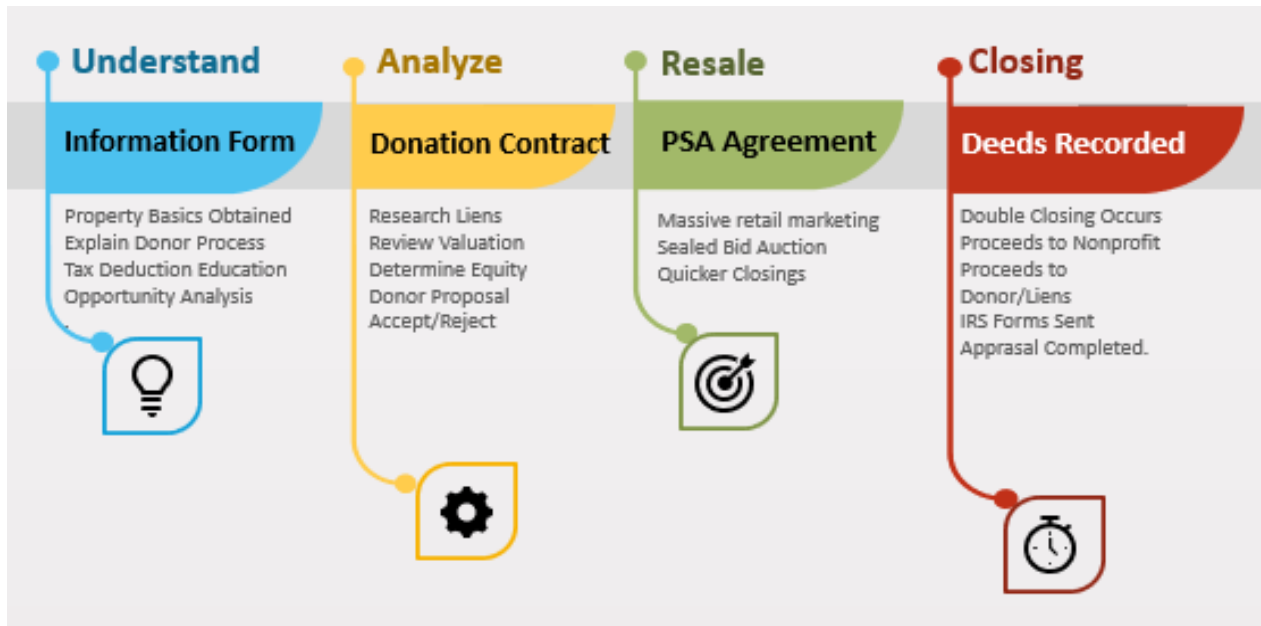 Understand
Information Form
Property Basics Obtained
Explain Donor Process
Tax Deduction Education
Opportunity Analysis
.
Analyze
Donation Contract
Research Liens
Review Valuation
Determine Equity
Donor Proposal
Accept/Reject
Resale
PSA Agreement
Massive retail marketing
Sealed Bid Auction
Quicker Closings
Closing
Deeds Recorded
Double Closing Occurs
Proceeds to Nonprofit
Proceeds to
Donor/Liens
IRS Forms Sent
Apprasal Completed.